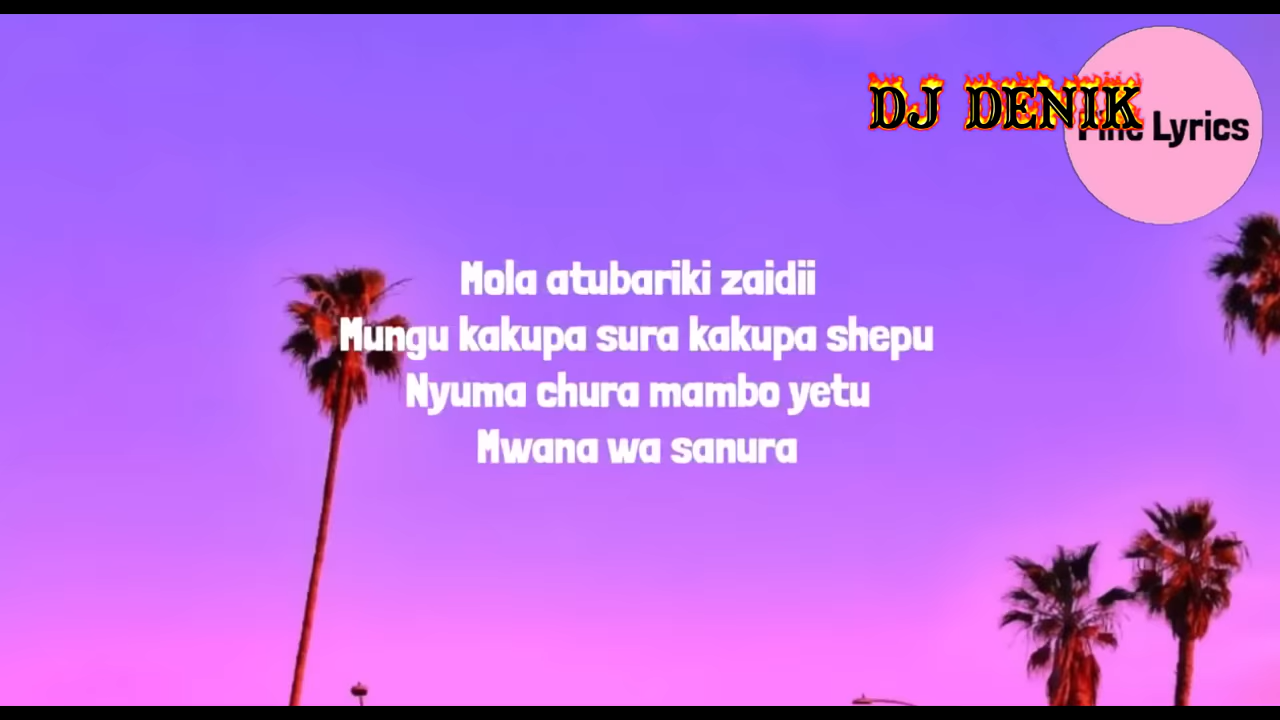 DJ DENIK
Lyrics
Mola atubariki zaidii
Mungu kakupa sura kakupa shepu
Nyuma chura mambo yetu
Mwana wa sanura